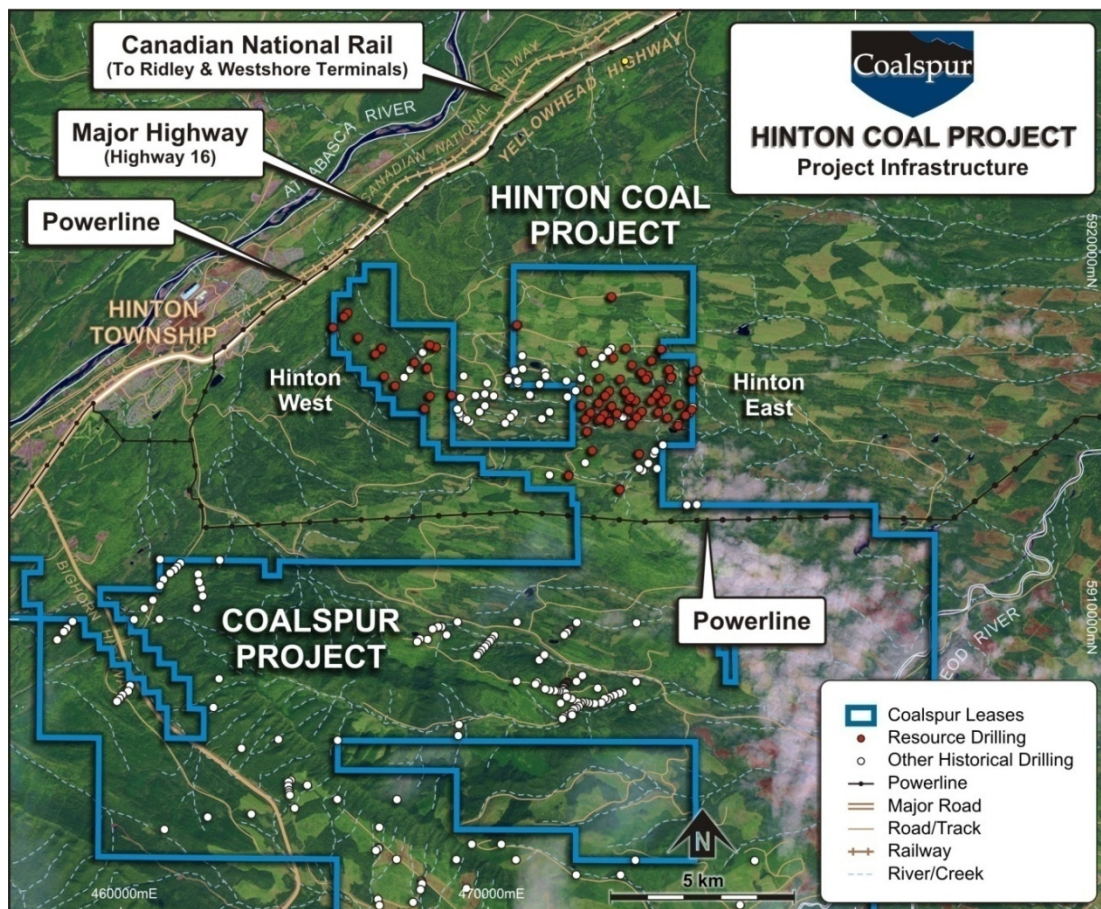 Canadian National Rail
(To Ridley & Westshore Terminals)
Coalspur
HINTON COAL PROJECT
Project Infrastructure
CANADIAN NATIONAL RAILWAY
YELLOWHEAD HIGHWAY
ATHABASCA RIVER
Major Highway
(Highway 16)
Powerline
HINTON COAL
PROJECT
5920000mN
HINTON
TOWNSHIP
Hinton
West
Hinton
East
BIGHORN
COALSPUR
PROJECT
Powerline
5910000mN
RIVER
Coalspur Leases
Resource Drilling
Other Historical Drilling
Powerline
Major Road
Road/Track
Railway
River/Creek
N
5 km
460000mE
470000mE